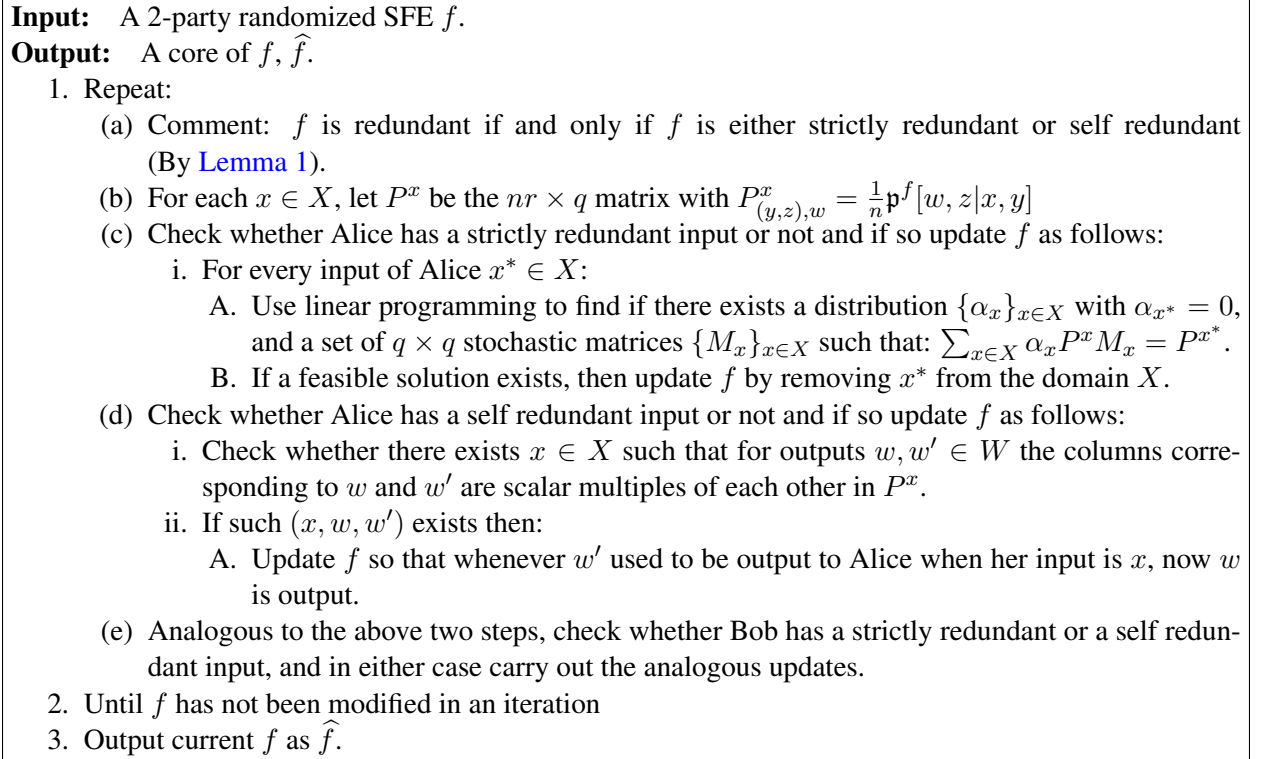 Input: A 2-party randomized SFE f.
Output: A core of f, f̂.
1. Repeat:
(a) Comment: f is redundant if and only if f is either strictly redundant or self redundant
(By Lemma 1).
(b) For each x ∈ X, let P^x be the nr × q matrix with P^x_{(y,z),w} = \frac{1}{n} 𝔭^f[w, z|x, y]
(c) Check whether Alice has a strictly redundant input or not and if so update f as follows:
i. For every input of Alice x* ∈ X:
A. Use linear programming to find if there exists a distribution {α_x}_{x∈X} with α_{x*} = 0,
and a set of q × q stochastic matrices {M_x}_{x∈X} such that: ∑_{x∈X} α_x P^x M_x = P^{x*}.
B. If a feasible solution exists, then update f by removing x* from the domain X.
(d) Check whether Alice has a self redundant input or not and if so update f as follows:
i. Check whether there exists x ∈ X such that for outputs w, w′ ∈ W the columns corre-
sponding to w and w′ are scalar multiples of each other in P^x.
ii. If such (x, w, w′) exists then:
A. Update f so that whenever w′ used to be output to Alice when her input is x, now w
is output.
(e) Analogous to the above two steps, check whether Bob has a strictly redundant or a self redun-
dant input, and in either case carry out the analogous updates.
2. Until f has not been modified in an iteration
3. Output current f as f̂.